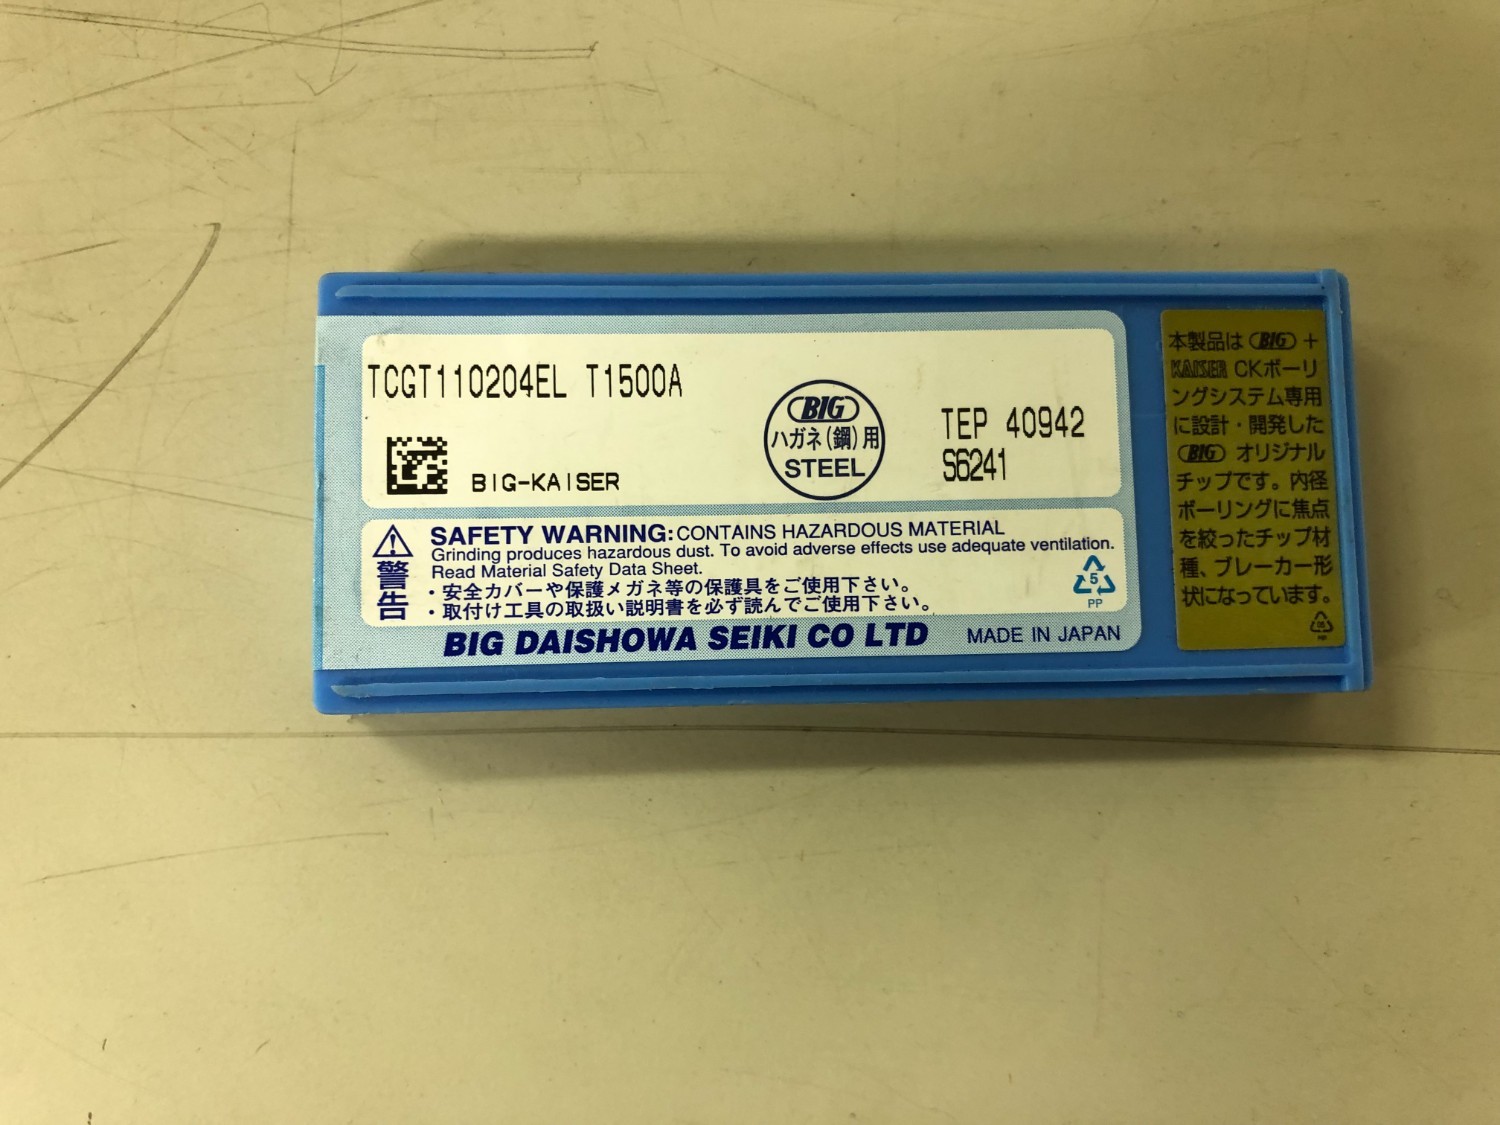 TCGT110204EL T1500A
BIG-KAISER
BIG
ハガネ(鋼)用
STEEL
TEP 40942
S6241
警告
SAFETY WARNING: CONTAINS HAZARDOUS MATERIAL
Grinding produces hazardous dust. To avoid adverse effects use adequate ventilation.
Read Material Safety Data Sheet.
・安全カバーや保護メガネ等の保護具をご使用下さい。
・取付け工具の取扱い説明書を必ず読んでご使用下さい。
5
PP
BIG DAISHOWA SEIKI CO LTD
MADE IN JAPAN
本製品は BIG +
KAISER CKボーリ
ングシステム専用
に設計・開発した
BIG オリジナル
チップです。内径
ボーリングに焦点
を絞ったチップ材
種、ブレーカー形
状になっています。